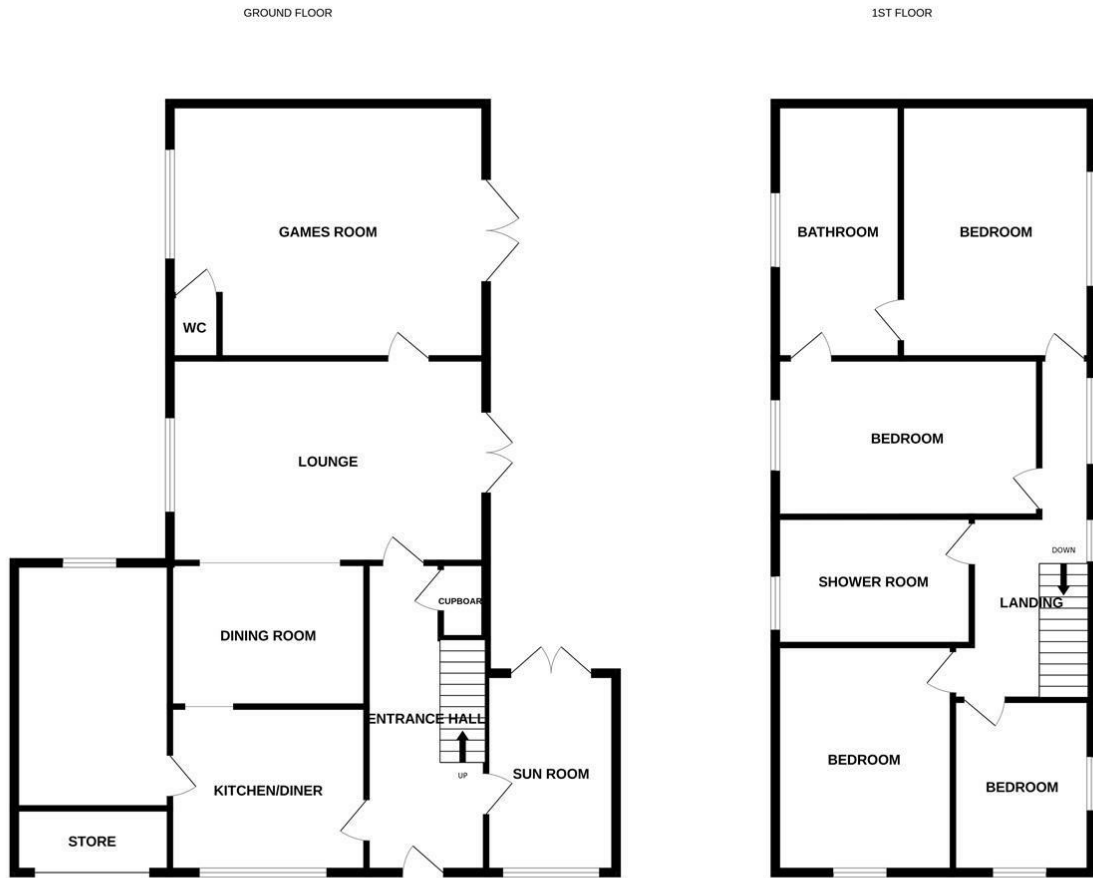 GROUND FLOOR
GAMES ROOM
WC
LOUNGE
CUPBOAR
DINING ROOM
ENTRANCE HALL
UP
SUN ROOM
KITCHEN/DINER
STORE
1ST FLOOR
BATHROOM
BEDROOM
BEDROOM
DOWN
SHOWER ROOM
LANDING
BEDROOM
BEDROOM